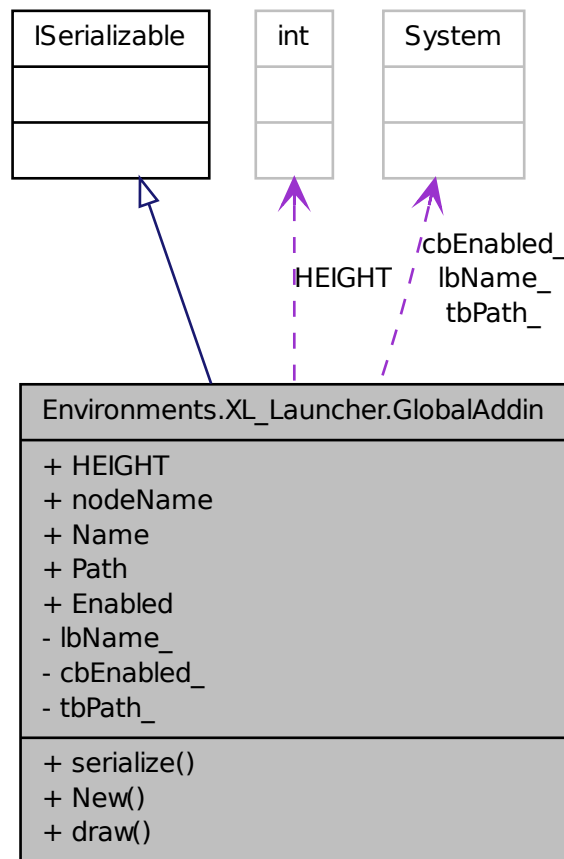 ISerializable
int
System
cbEnabled_
HEIGHT
lbName_
tbPath_
Environments.XL_Launcher.GlobalAddin
+ HEIGHT
+ nodeName
+ Name
+ Path
+ Enabled
- lbName_
- cbEnabled_
- tbPath_
+ serialize()
+ New()
+ draw()